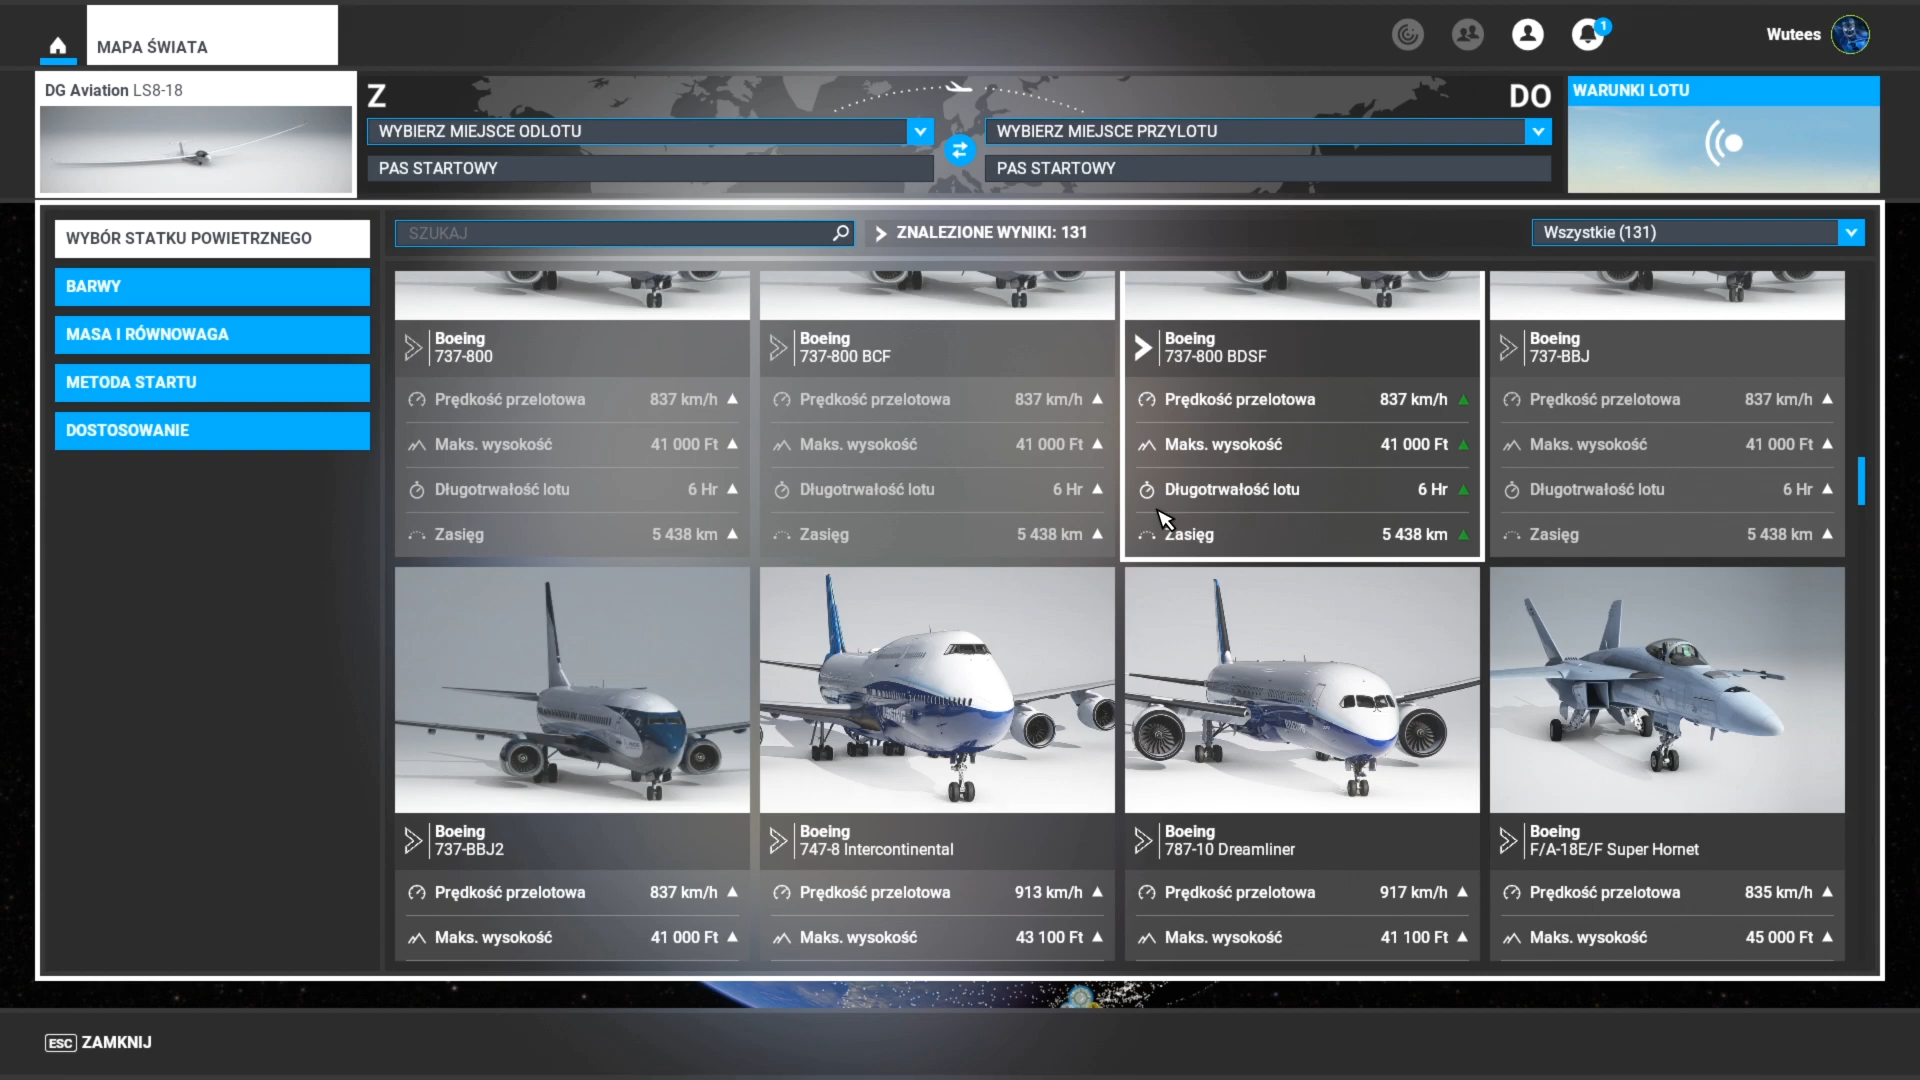 MAPA ŚWIATA
1
Wutees
DG Aviation LS8-18
Z
WYBIERZ MIEJSCE ODLOTU
PAS STARTOWY
DO
WYBIERZ MIEJSCE PRZYLOTU
PAS STARTOWY
WARUNKI LOTU
WYBÓR STATKU POWIETRZNEGO
BARWY
MASA I RÓWNOWAGA
METODA STARTU
DOSTOSOWANIE
SZUKAJ
ZNALEZIONE WYNIKI: 131
Wszystkie (131)
Boeing
737-800
Prędkość przelotowa 837 km/h
Maks. wysokość 41 000 Ft
Długotrwałość lotu 6 Hr
Zasięg 5 438 km
Boeing
737-800 BCF
Prędkość przelotowa 837 km/h
Maks. wysokość 41 000 Ft
Długotrwałość lotu 6 Hr
Zasięg 5 438 km
Boeing
737-800 BDSF
Prędkość przelotowa 837 km/h
Maks. wysokość 41 000 Ft
Długotrwałość lotu 6 Hr
Zasięg 5 438 km
Boeing
737-BBJ
Prędkość przelotowa 837 km/h
Maks. wysokość 41 000 Ft
Długotrwałość lotu 6 Hr
Zasięg 5 438 km
Boeing
737-BBJ2
Prędkość przelotowa 837 km/h
Maks. wysokość 41 000 Ft
Boeing
747-8 Intercontinental
Prędkość przelotowa 913 km/h
Maks. wysokość 43 100 Ft
Boeing
787-10 Dreamliner
Prędkość przelotowa 917 km/h
Maks. wysokość 41 100 Ft
Boeing
F/A-18E/F Super Hornet
Prędkość przelotowa 835 km/h
Maks. wysokość 45 000 Ft
ESC ZAMKNIJ